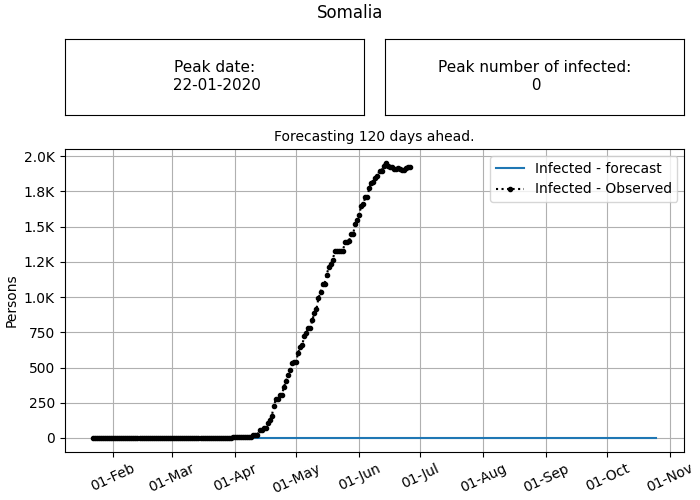 Somalia
Peak date:
22-01-2020
Peak number of infected:
0
Forecasting 120 days ahead.
Infected - forecast
Infected - Observed
Persons
2.0K
1.8K
1.5K
1.2K
1.0K
750
500
250
0
01-Feb
01-Mar
01-Apr
01-May
01-Jun
01-Jul
01-Aug
01-Sep
01-Oct
01-Nov